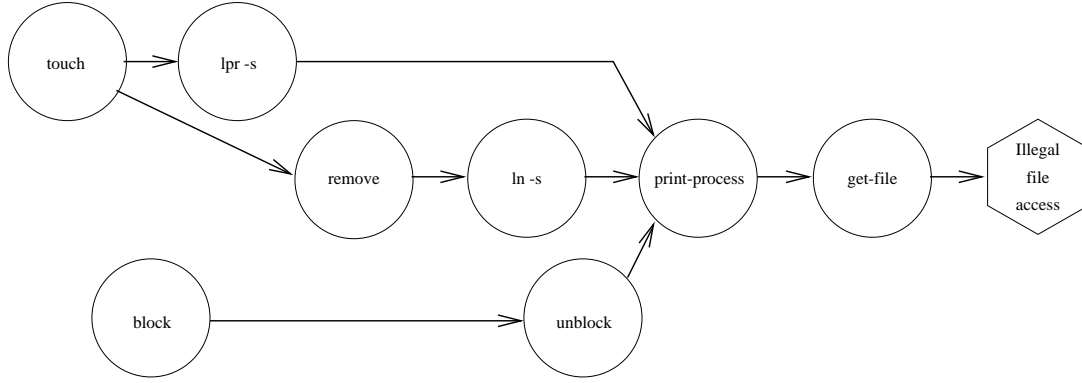 touch
lpr -s
remove
ln -s
print-process
get-file
Illegal
file
access
block
unblock